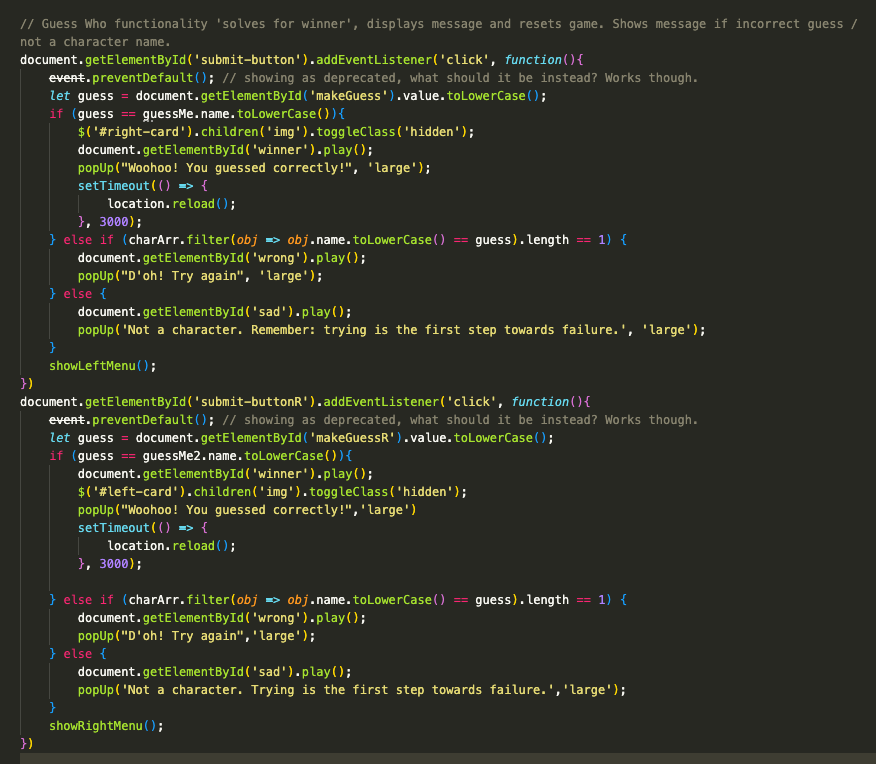 // Guess Who functionality 'solves for winner', displays message and resets game. Shows message if incorrect guess /
not a character name.
document.getElementById('submit-button').addEventListener('click', function(){
    event.preventDefault(); // showing as deprecated, what should it be instead? Works though.
    let guess = document.getElementById('makeGuess').value.toLowerCase();
    if (guess == guessMe.name.toLowerCase()){
        $('#right-card').children('img').toggleClass('hidden');
        document.getElementById('winner').play();
        popUp("Woohoo! You guessed correctly!", 'large');
        setTimeout(() => {
            location.reload();
        }, 3000);
    } else if (charArr.filter(obj => obj.name.toLowerCase() == guess).length == 1) {
        document.getElementById('wrong').play();
        popUp("D'oh! Try again", 'large');
    } else {
        document.getElementById('sad').play();
        popUp('Not a character. Remember: trying is the first step towards failure.', 'large');
    }
    showLeftMenu();
})
document.getElementById('submit-buttonR').addEventListener('click', function(){
    event.preventDefault(); // showing as deprecated, what should it be instead? Works though.
    let guess = document.getElementById('makeGuessR').value.toLowerCase();
    if (guess == guessMe2.name.toLowerCase()){
        document.getElementById('winner').play();
        $('#left-card').children('img').toggleClass('hidden');
        popUp("Woohoo! You guessed correctly!",'large')
        setTimeout(() => {
            location.reload();
        }, 3000);

    } else if (charArr.filter(obj => obj.name.toLowerCase() == guess).length == 1) {
        document.getElementById('wrong').play();
        popUp("D'oh! Try again",'large');
    } else {
        document.getElementById('sad').play();
        popUp('Not a character. Trying is the first step towards failure.','large');
    }
    showRightMenu();
})